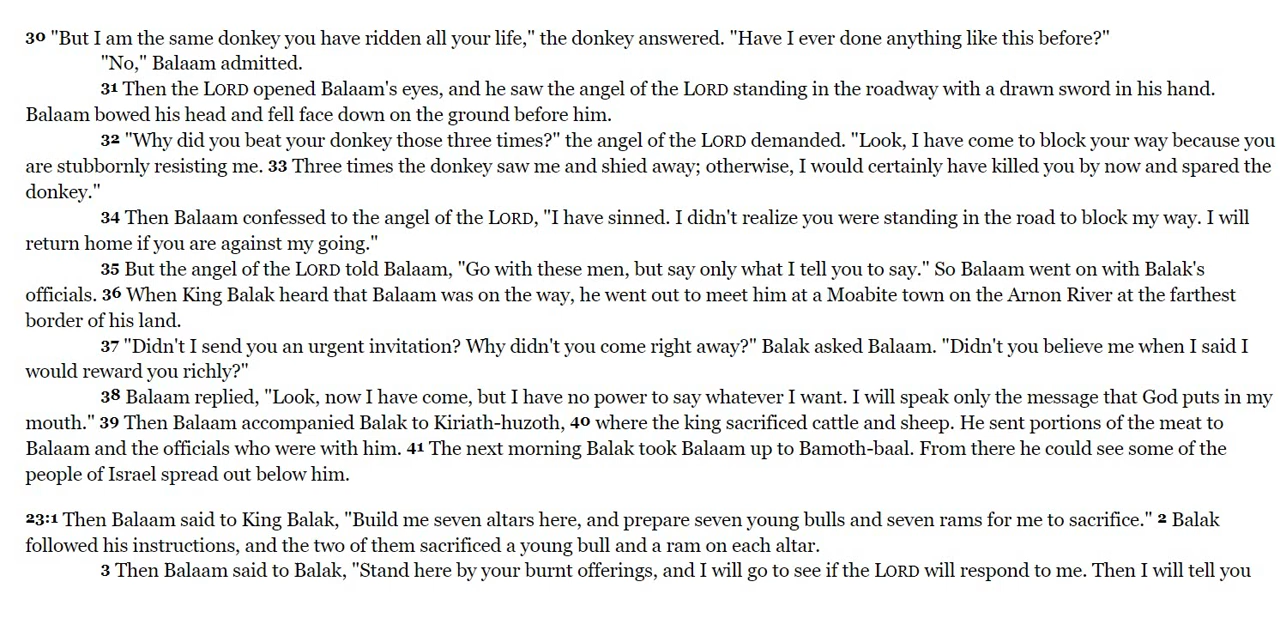 30 "But I am the same donkey you have ridden all your life," the donkey answered. "Have I ever done anything like this before?"
"No," Balaam admitted.
31 Then the LORD opened Balaam's eyes, and he saw the angel of the LORD standing in the roadway with a drawn sword in his hand.
Balaam bowed his head and fell face down on the ground before him.
32 "Why did you beat your donkey those three times?" the angel of the LORD demanded. "Look, I have come to block your way because you
are stubbornly resisting me. 33 Three times the donkey saw me and shied away; otherwise, I would certainly have killed you by now and spared the
donkey."
34 Then Balaam confessed to the angel of the LORD, "I have sinned. I didn't realize you were standing in the road to block my way. I will
return home if you are against my going."
35 But the angel of the LORD told Balaam, "Go with these men, but say only what I tell you to say." So Balaam went on with Balak's
officials. 36 When King Balak heard that Balaam was on the way, he went out to meet him at a Moabite town on the Arnon River at the farthest
border of his land.
37 "Didn't I send you an urgent invitation? Why didn't you come right away?" Balak asked Balaam. "Didn't you believe me when I said I
would reward you richly?"
38 Balaam replied, "Look, now I have come, but I have no power to say whatever I want. I will speak only the message that God puts in my
mouth." 39 Then Balaam accompanied Balak to Kiriath-huzoth, 40 where the king sacrificed cattle and sheep. He sent portions of the meat to
Balaam and the officials who were with him. 41 The next morning Balak took Balaam up to Bamoth-baal. From there he could see some of the
people of Israel spread out below him.
23:1 Then Balaam said to King Balak, "Build me seven altars here, and prepare seven young bulls and seven rams for me to sacrifice." 2 Balak
followed his instructions, and the two of them sacrificed a young bull and a ram on each altar.
3 Then Balaam said to Balak, "Stand here by your burnt offerings, and I will go to see if the LORD will respond to me. Then I will tell you